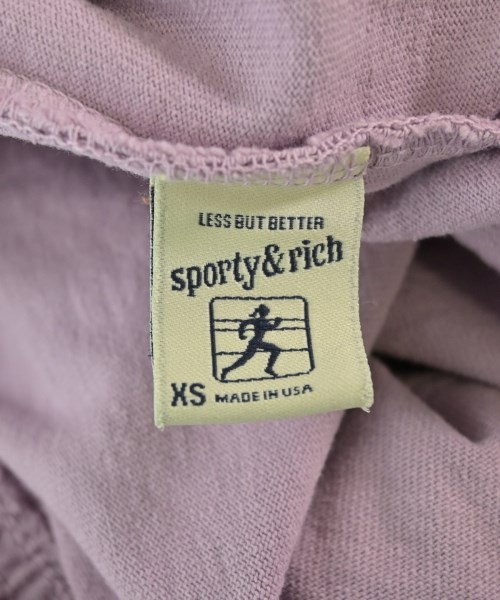 LESS BUT BETTER
sporty & rich
XS MADE IN USA